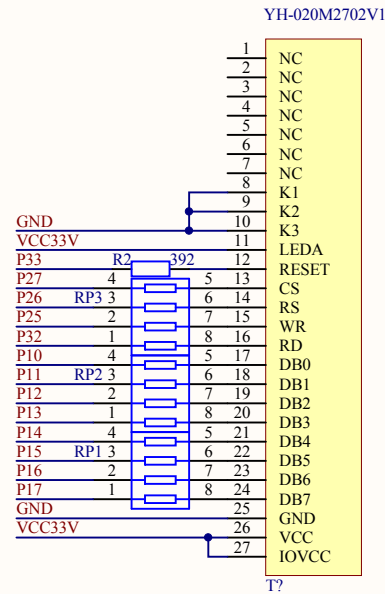 YH-020M2702V1
1 NC
2 NC
3 NC
4 NC
5 NC
6 NC
7 NC
8 K1
9 K2
GND 10 K3
VCC33V 11 LEDA
P33 R2 392 12 RESET
P27 4 5 13 CS
P26 RP3 3 6 14 RS
P25 2 7 15 WR
P32 1 8 16 RD
P10 4 5 17 DB0
P11 RP2 3 6 18 DB1
P12 2 7 19 DB2
P13 1 8 20 DB3
P14 4 5 21 DB4
P15 RP1 3 6 22 DB5
P16 2 7 23 DB6
P17 1 8 24 DB7
GND 25 GND
VCC33V 26 VCC
27 IOVCC
T?